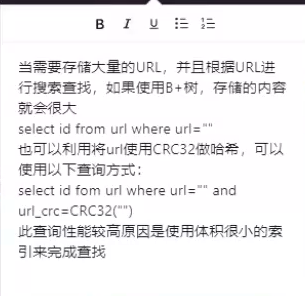 B I U
当需要存储大量的URL，并且根据URL进
行搜索查找，如果使用B+树，存储的内容
就会很大
select id from url where url=""
也可以利用将url使用CRC32做哈希，可以
使用以下查询方式：
select id fom url where url="" and
url_crc=CRC32("")
此查询性能较高原因是使用体积很小的索
引来完成查找